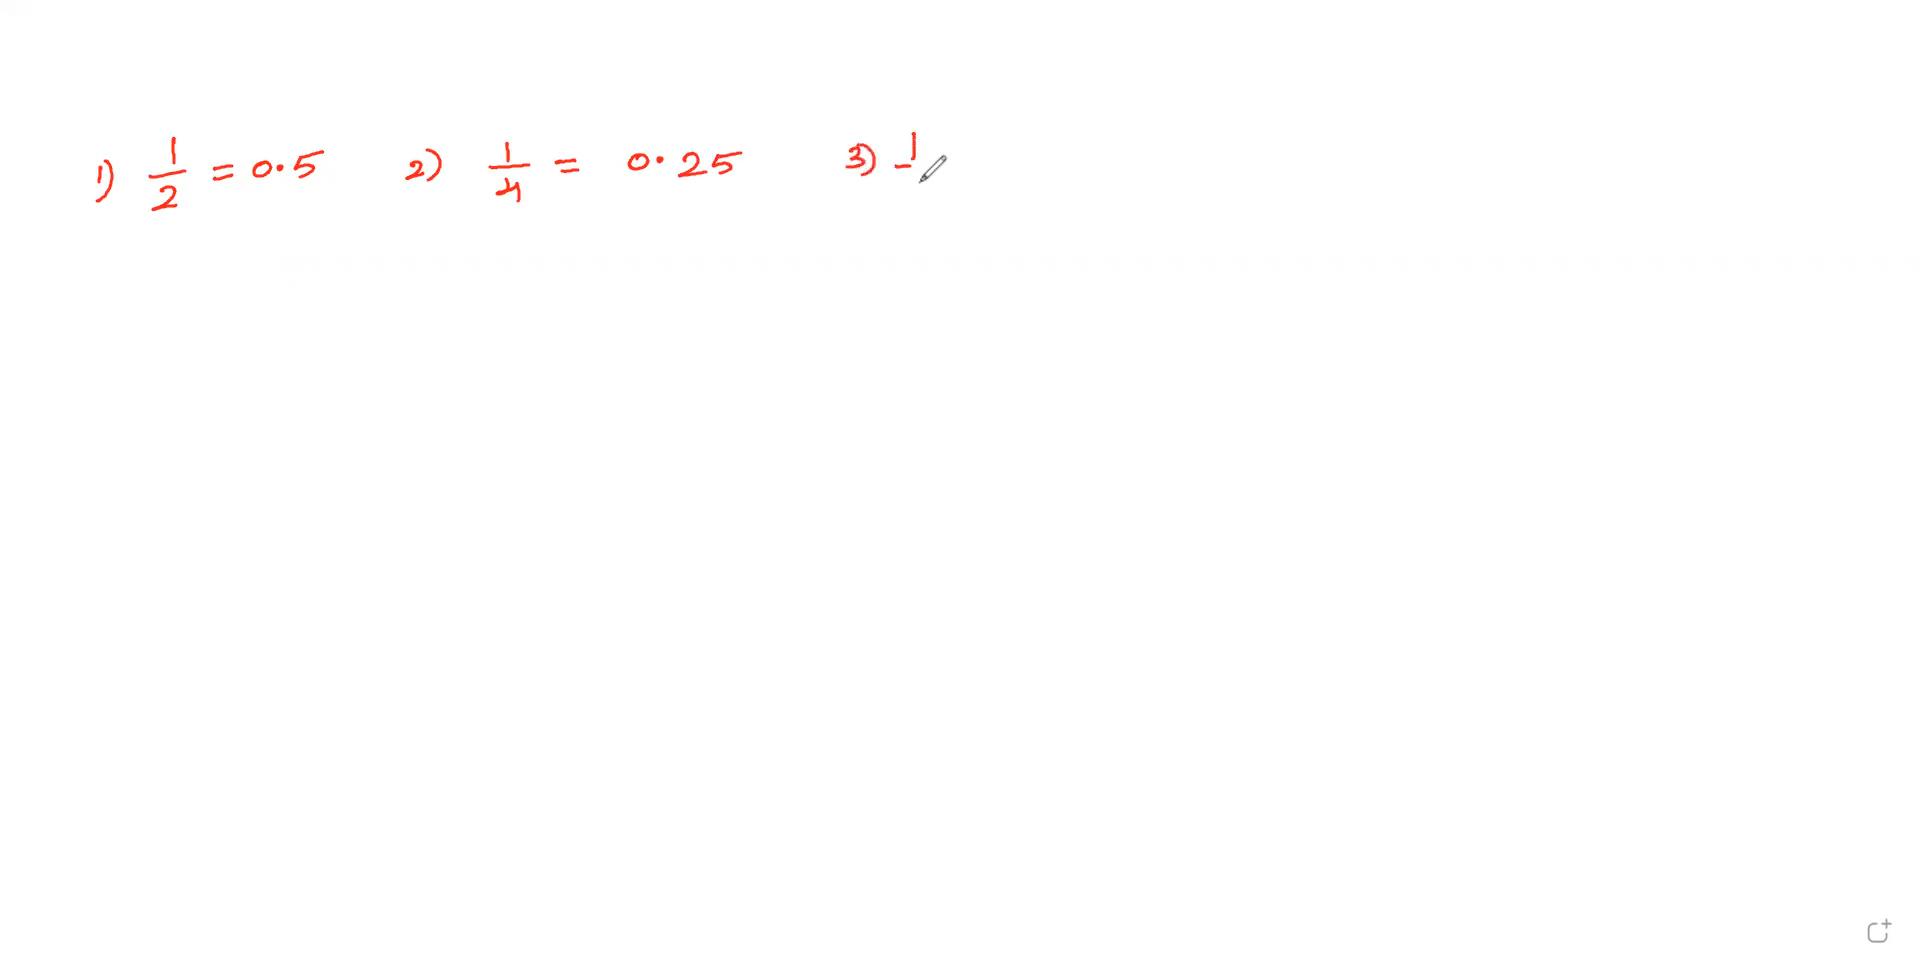 1) 1/2 = 0.5 2) 1/4 = 0.25 3) 1